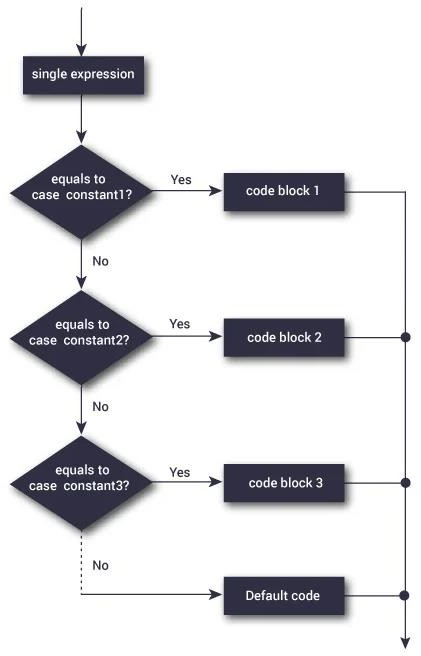 single expression
equals to
case constant1?
Yes
code block 1
No
equals to
case constant2?
Yes
code block 2
No
equals to
case constant3?
Yes
code block 3
No
Default code